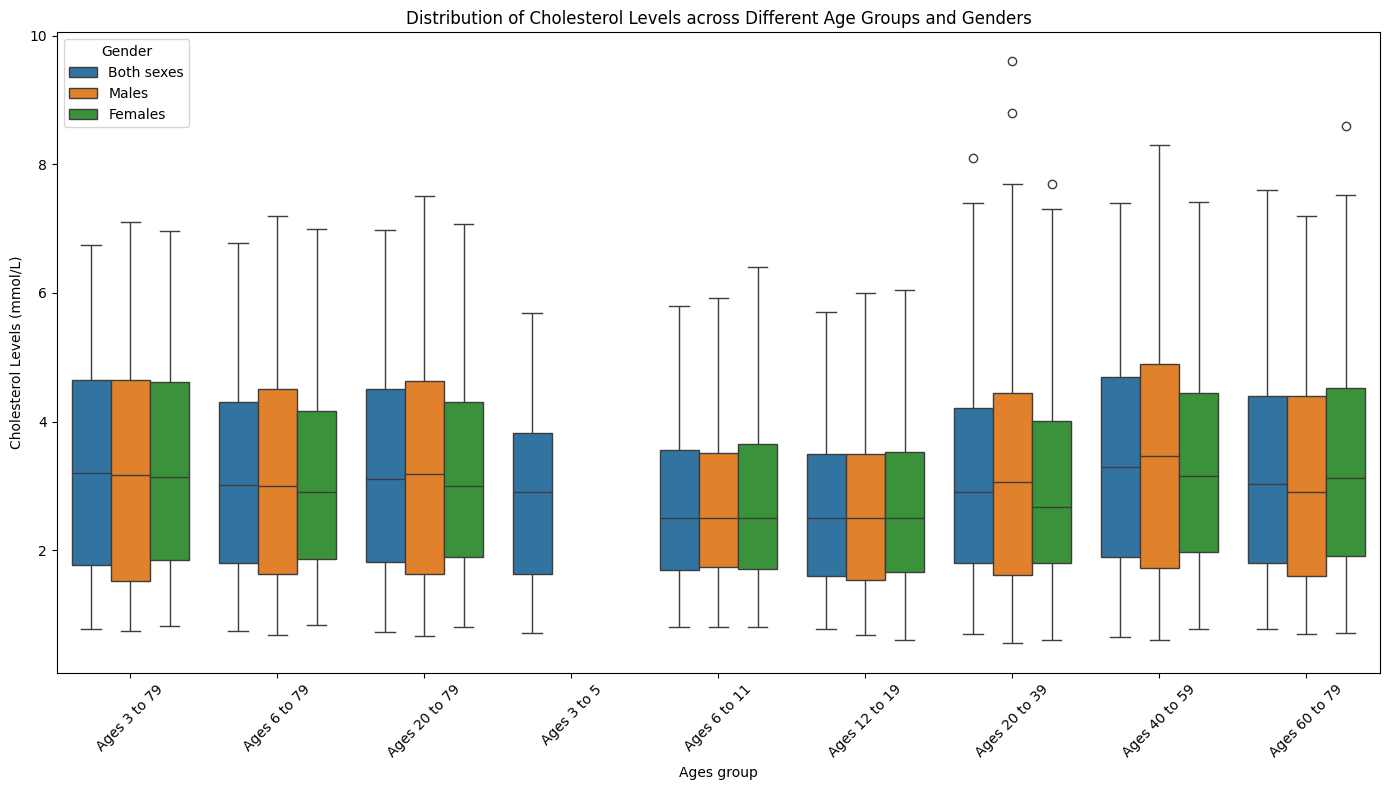 Distribution of Cholesterol Levels across Different Age Groups and Genders
Gender
Both sexes
Males
Females
Cholesterol Levels (mmol/L)
10
8
6
4
2
Ages 3 to 79
Ages 6 to 79
Ages 20 to 79
Ages 3 to 5
Ages 6 to 11
Ages 12 to 19
Ages 20 to 39
Ages 40 to 59
Ages 60 to 79
Ages group